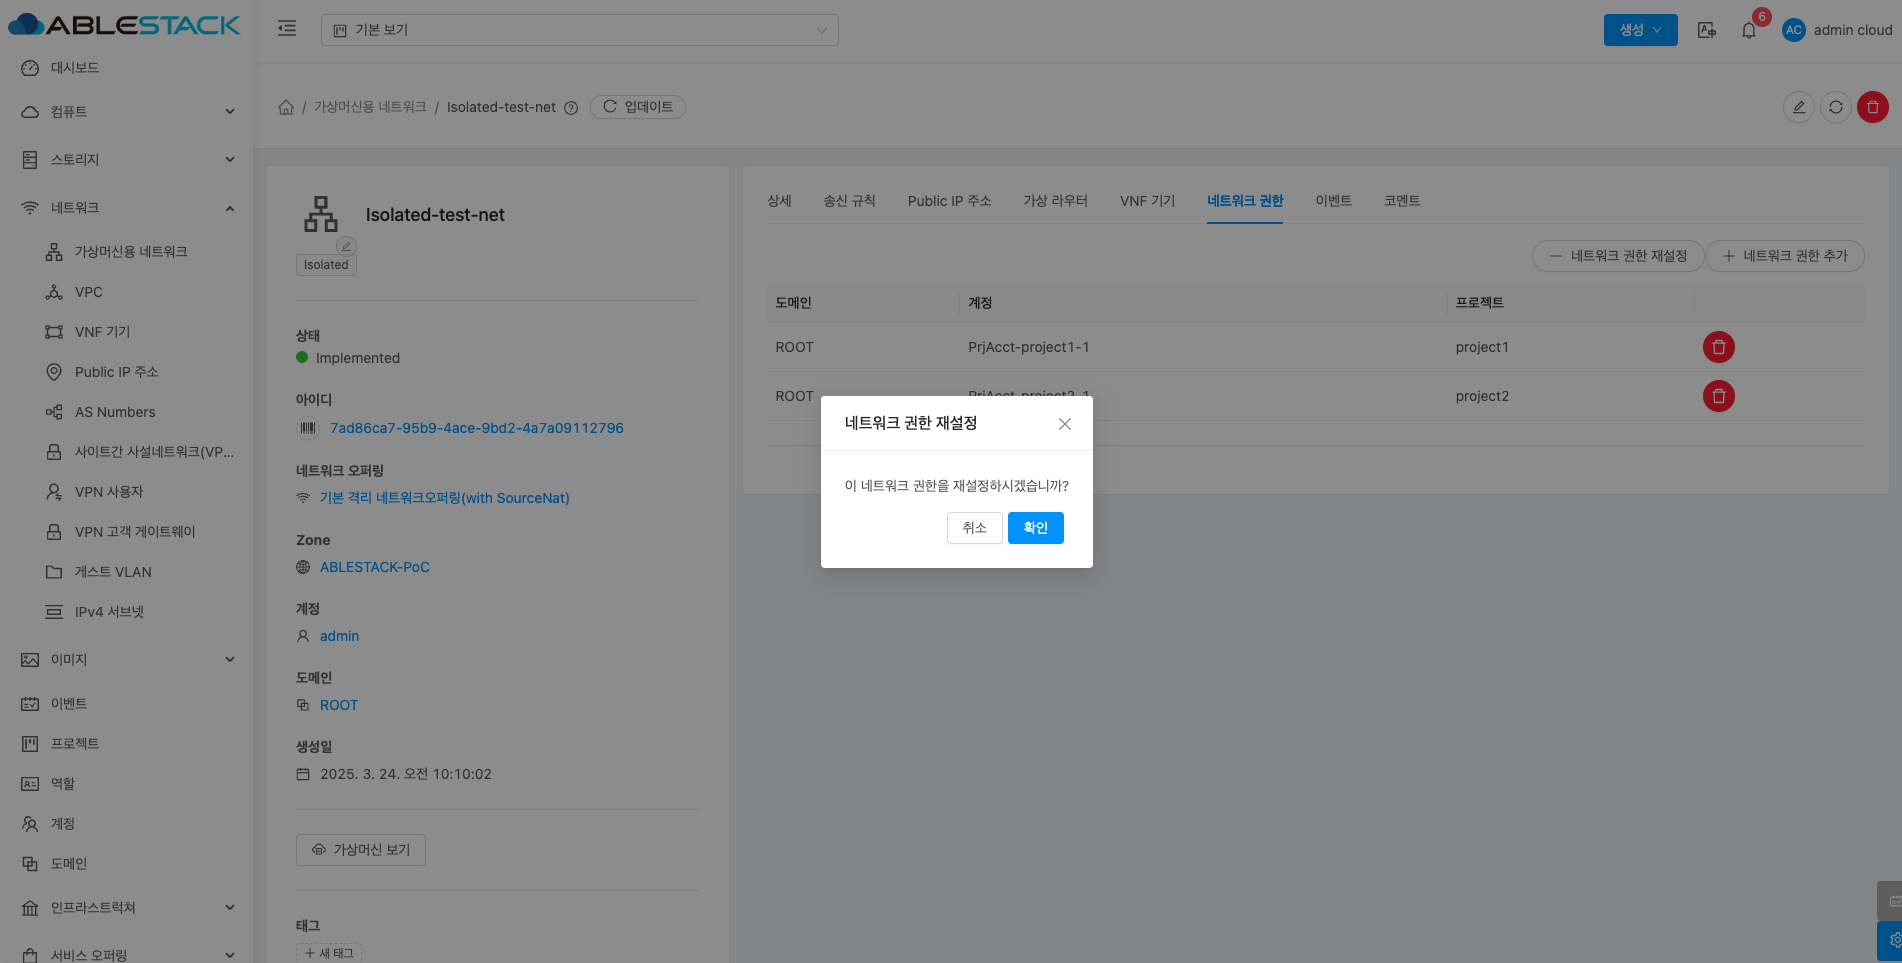 ABLESTACK
기본 보기
생성
6
AC
admin cloud
대시보드
컴퓨트
스토리지
네트워크
가상머신용 네트워크
VPC
VNF 기기
Public IP 주소
AS Numbers
사이트간 사설네트워크(VP...
VPN 사용자
VPN 고객 게이트웨이
게스트 VLAN
IPv4 서브넷
이미지
이벤트
프로젝트
역할
계정
도메인
인프라스트럭쳐
서비스 오퍼링
/ 가상머신용 네트워크 / Isolated-test-net
업데이트
Isolated-test-net
Isolated
상태
Implemented
아이디
7ad86ca7-95b9-4ace-9bd2-4a7a09112796
네트워크 오퍼링
기본 격리 네트워크오퍼링(with SourceNat)
Zone
ABLESTACK-PoC
계정
admin
도메인
ROOT
생성일
2025. 3. 24. 오전 10:10:02
가상머신 보기
태그
+ 새 태그
상세 송신 규칙 Public IP 주소 가상 라우터 VNF 기기 네트워크 권한 이벤트 코멘트
네트워크 권한 재설정
네트워크 권한 추가
도메인 계정 프로젝트
ROOT PrjAcct-project1-1 project1
ROOT PrjAcct-project2-1 project2
네트워크 권한 재설정
이 네트워크 권한을 재설정하시겠습니까?
취소
확인